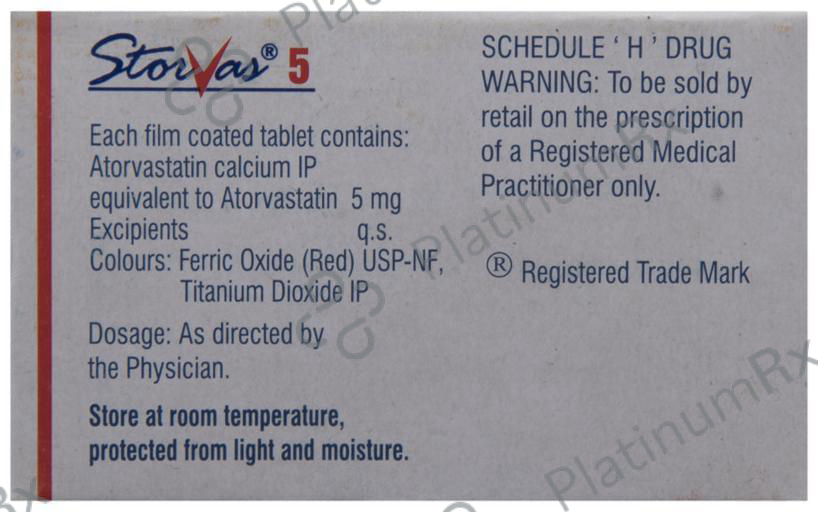 StorVas® 5
Each film coated tablet contains:
Atorvastatin calcium IP
equivalent to Atorvastatin 5 mg
Excipients q.s.
Colours: Ferric Oxide (Red) USP-NF,
Titanium Dioxide IP
Dosage: As directed by
the Physician.
Store at room temperature,
protected from light and moisture.
SCHEDULE ‘ H ’ DRUG
WARNING: To be sold by
retail on the prescription
of a Registered Medical
Practitioner only.
® Registered Trade Mark
PlatinumRx
PlatinumRx
Rx